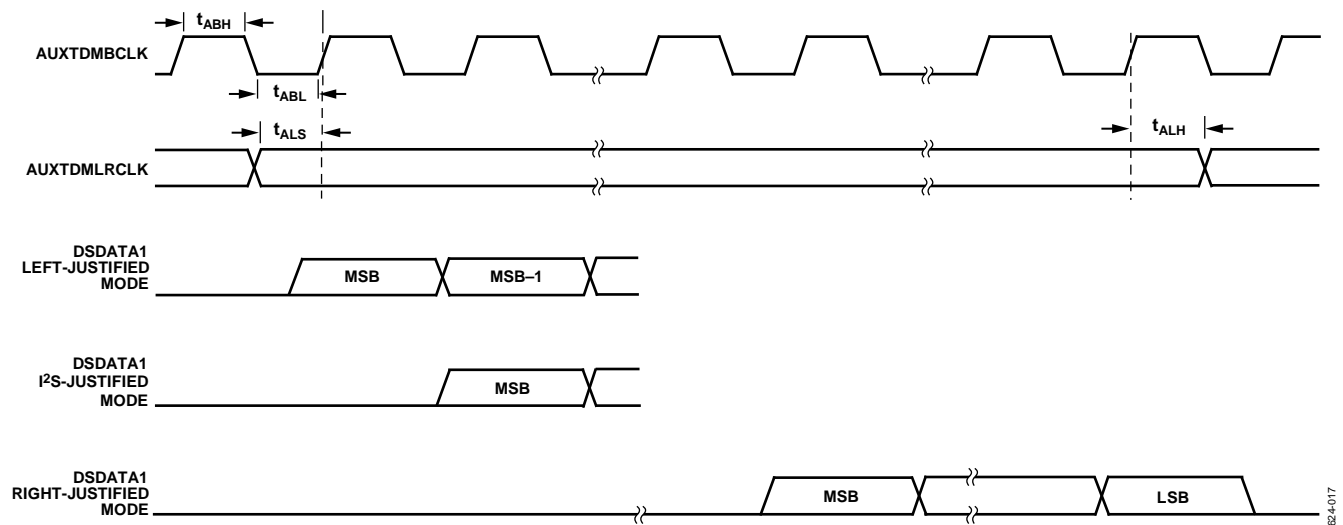 tABH
AUXTDMBCLK
tABL
tALS
tALH
AUXTDMLRCLK
DSDATA1
LEFT-JUSTIFIED
MODE
MSB
MSB–1
DSDATA1
I²S-JUSTIFIED
MODE
MSB
DSDATA1
RIGHT-JUSTIFIED
MODE
MSB
LSB
624-017